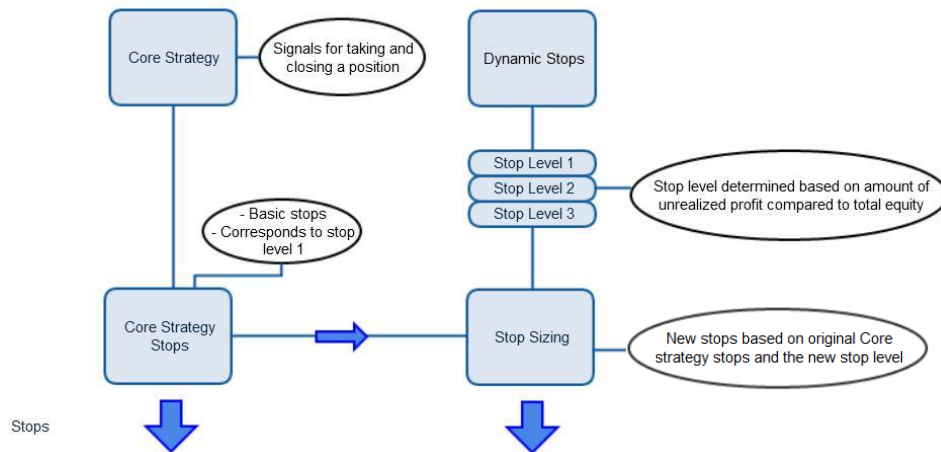 Core Strategy
Signals for taking and
closing a position
Dynamic Stops
Stop Level 1
Stop Level 2
Stop Level 3
Stop level determined based on amount of
unrealized profit compared to total equity
- Basic stops
- Corresponds to stop
level 1
Core Strategy
Stops
Stop Sizing
New stops based on original Core
strategy stops and the new stop level
Stops